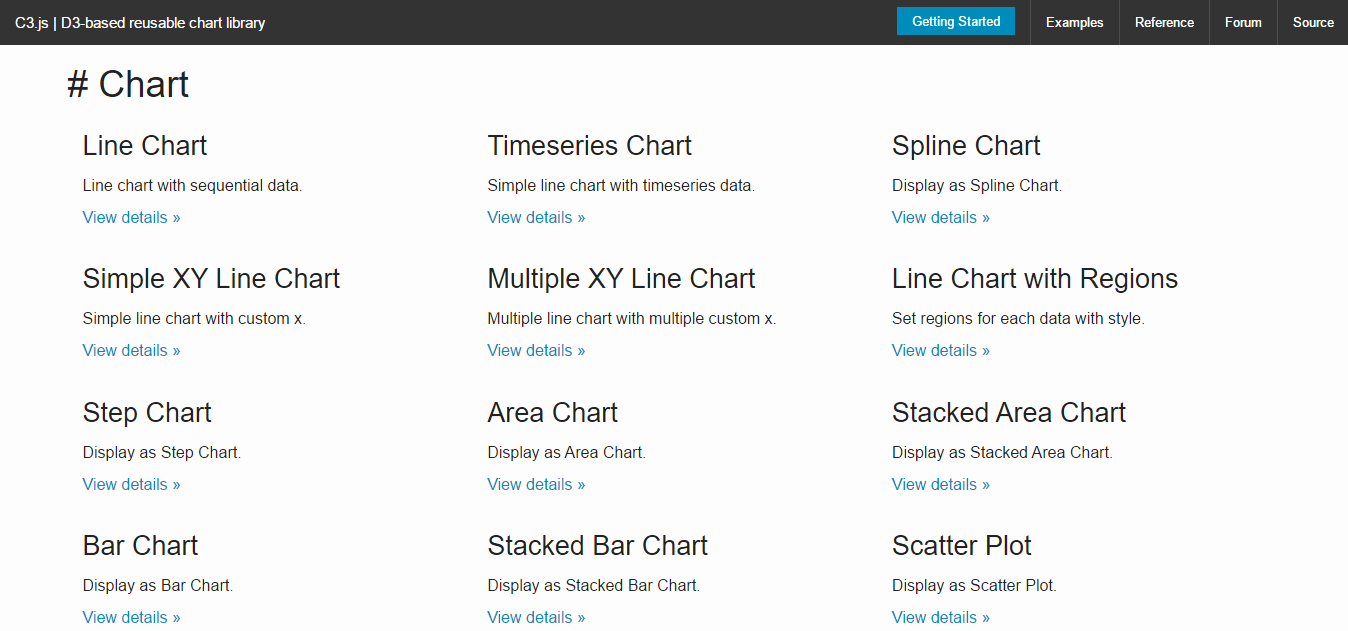 C3.js | D3-based reusable chart library
Getting Started
Examples
Reference
Forum
Source
# Chart
Line Chart
Line chart with sequential data.
View details »
Timeseries Chart
Simple line chart with timeseries data.
View details »
Spline Chart
Display as Spline Chart.
View details »
Simple XY Line Chart
Simple line chart with custom x.
View details »
Multiple XY Line Chart
Multiple line chart with multiple custom x.
View details »
Line Chart with Regions
Set regions for each data with style.
View details »
Step Chart
Display as Step Chart.
View details »
Area Chart
Display as Area Chart.
View details »
Stacked Area Chart
Display as Stacked Area Chart.
View details »
Bar Chart
Display as Bar Chart.
View details »
Stacked Bar Chart
Display as Stacked Bar Chart.
View details »
Scatter Plot
Display as Scatter Plot.
View details »